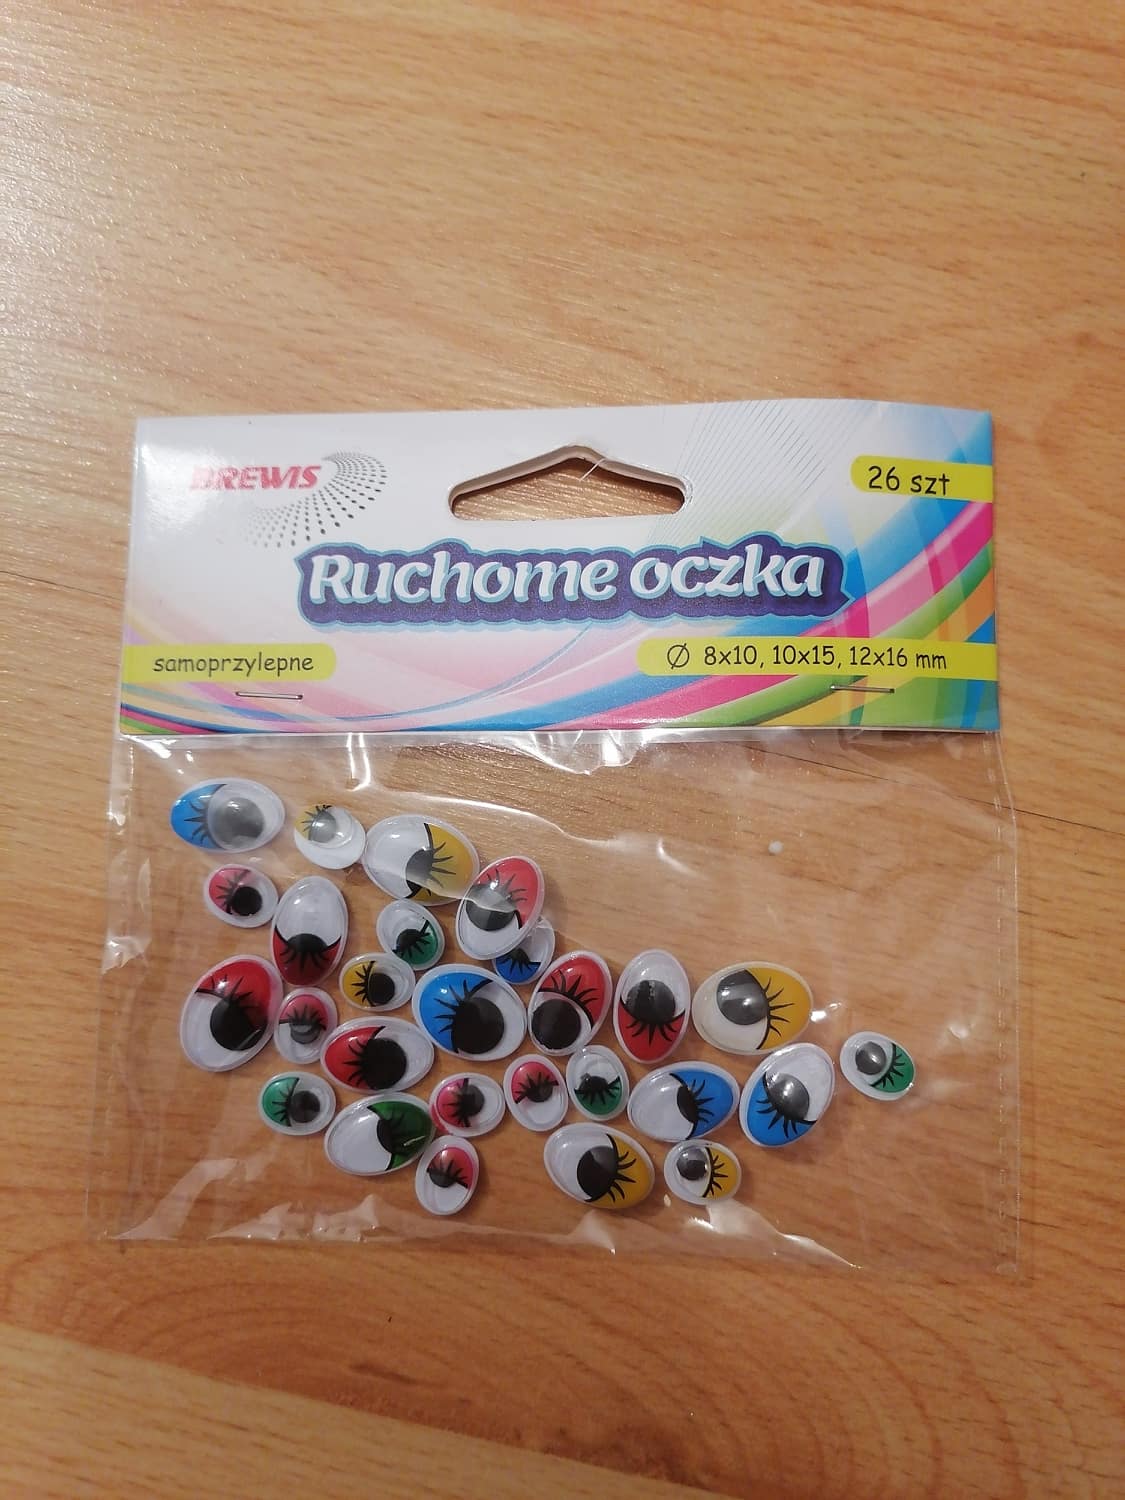 BREWIS
26 szt
Ruchome oczka
samoprzylepne
Ø 8x10, 10x15, 12x16 mm